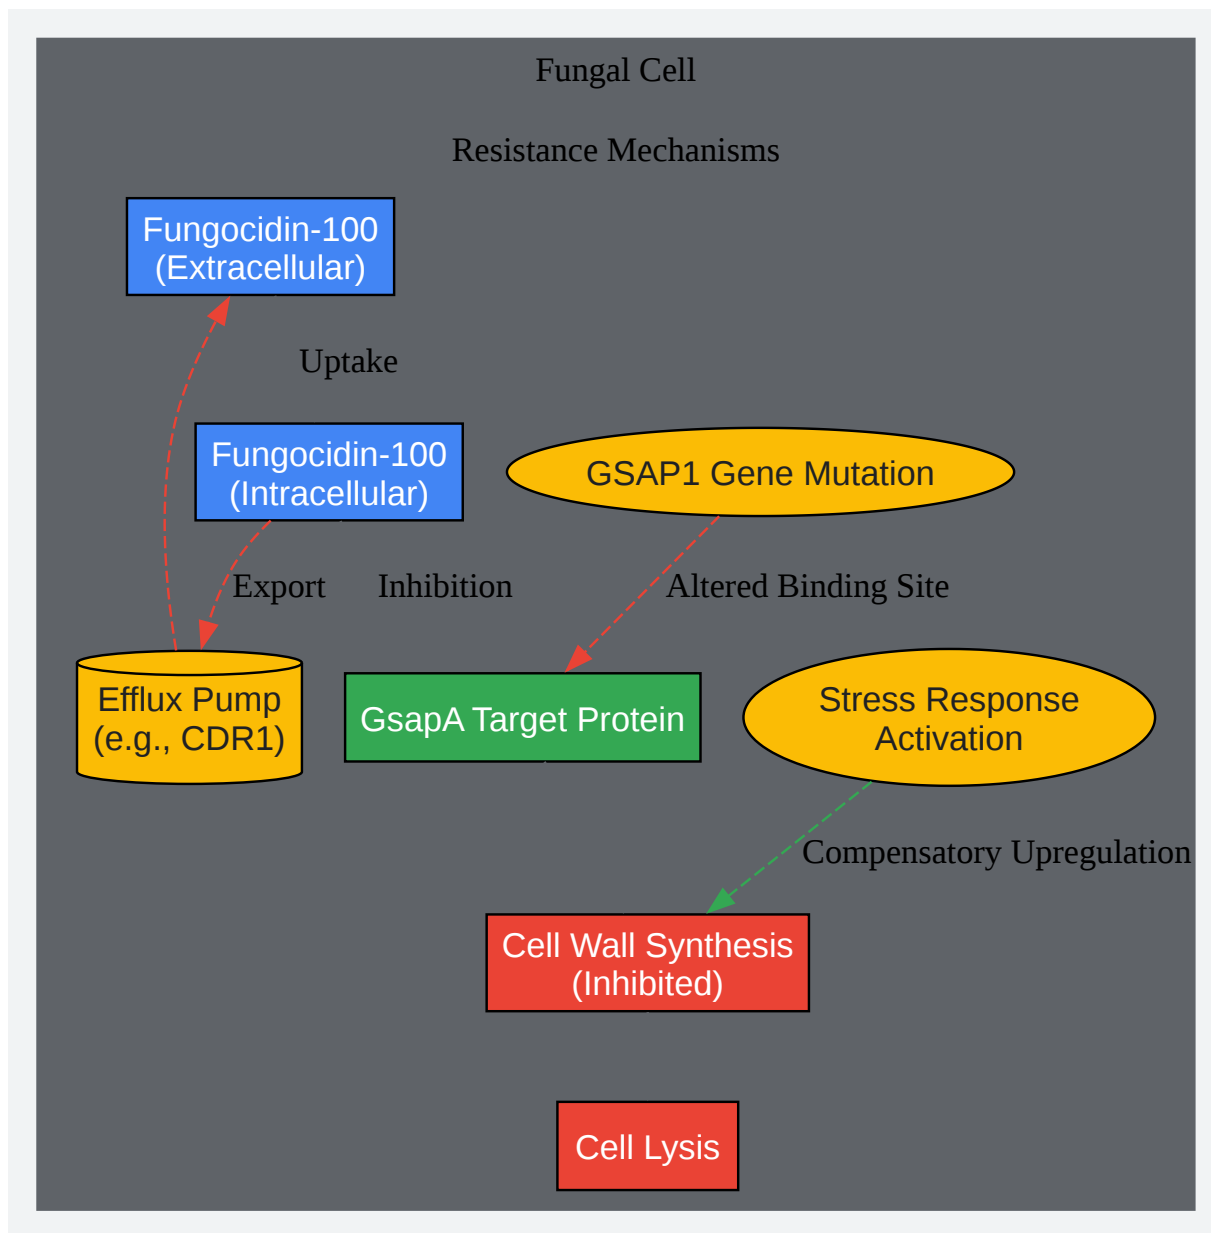 Fungal Cell
Resistance Mechanisms
Fungocidin-100
(Extracellular)
Uptake
Fungocidin-100
(Intracellular)
GSAP1 Gene Mutation
Export
Inhibition
Altered Binding Site
Efflux Pump
(e.g., CDR1)
GsapA Target Protein
Stress Response
Activation
Compensatory Upregulation
Cell Wall Synthesis
(Inhibited)
Cell Lysis